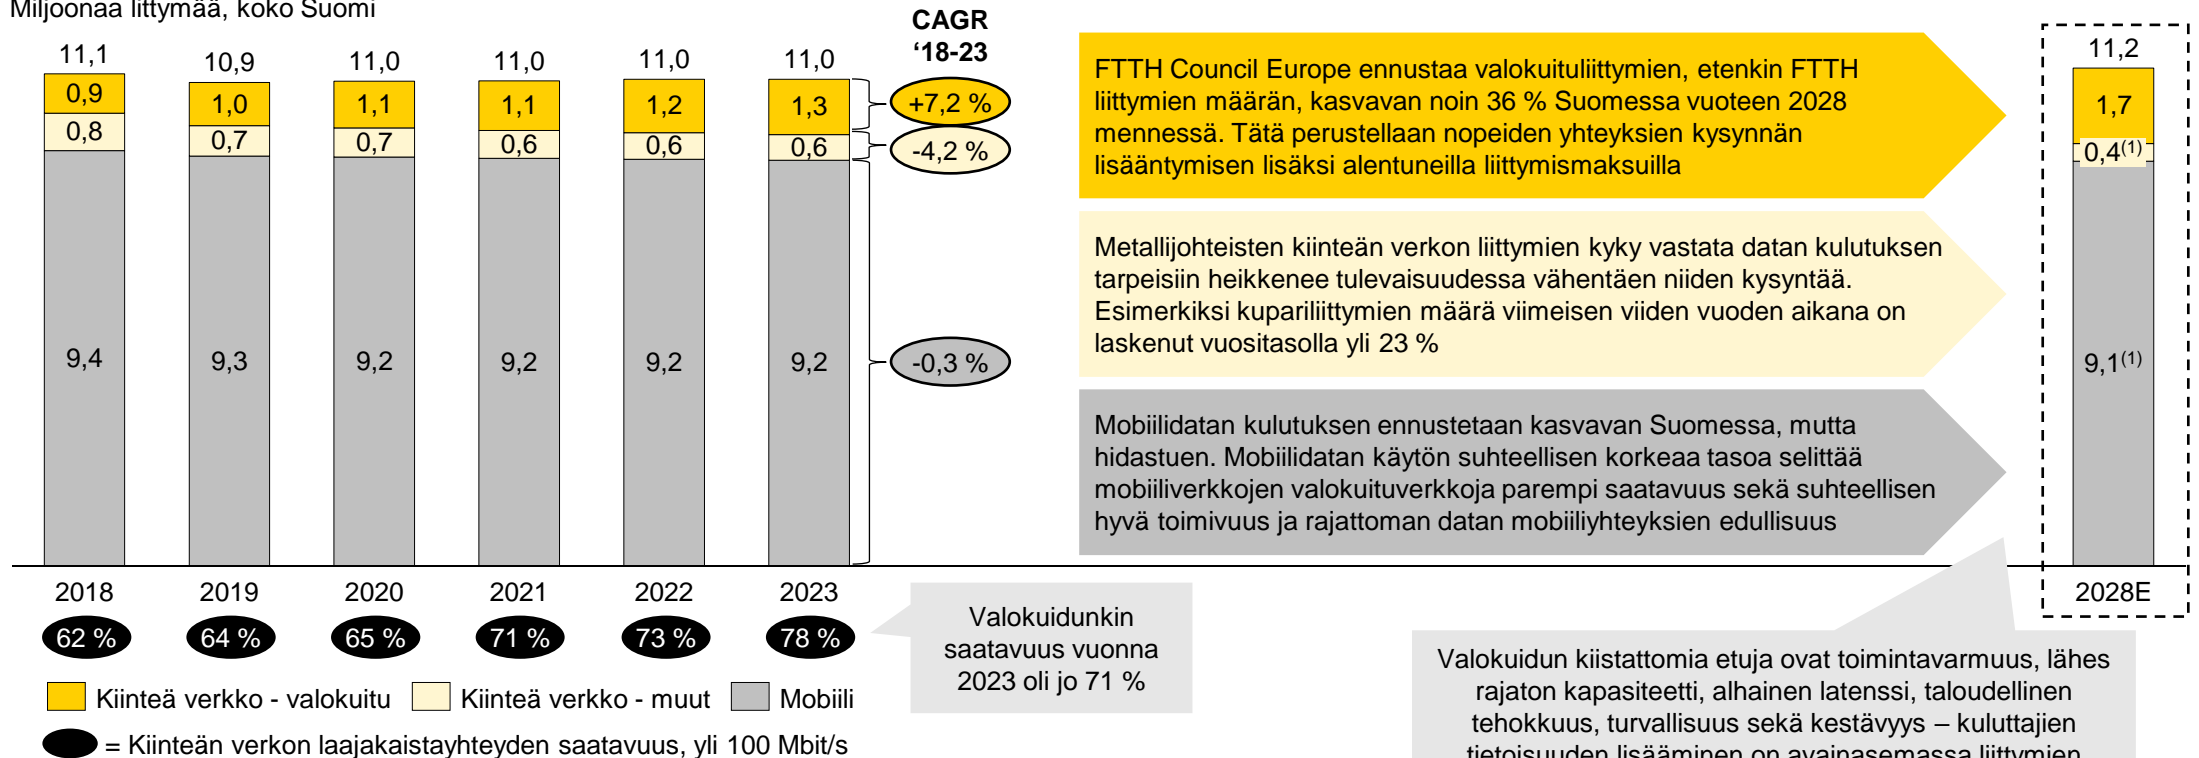 Miljoonaa liittymää, koko Suomi
CAGR
‘18-23
11,1
10,9
11,0
11,0
11,0
11,0
11,2
0,9
1,0
1,1
1,1
1,2
1,3
+7,2 %
1,7
0,8
0,7
0,7
0,6
0,6
0,6
-4,2 %
0,4(1)
9,4
9,3
9,2
9,2
9,2
9,2
-0,3 %
9,1(1)
FTTH Council Europe ennustaa valokuituliittymien, etenkin FTTH
liittymien määrän, kasvavan noin 36 % Suomessa vuoteen 2028
mennessä. Tätä perustellaan nopeiden yhteyksien kysynnän
lisääntymisen lisäksi alentuneilla liittymismaksuilla
Metallijohteisten kiinteän verkon liittymien kyky vastata datan kulutuksen
tarpeisiin heikkenee tulevaisuudessa vähentäen niiden kysyntää.
Esimerkiksi kupariliittymien määrä viimeisen viiden vuoden aikana on
laskenut vuositasolla yli 23 %
Mobiilidatan kulutuksen ennustetaan kasvavan Suomessa, mutta
hidastuen. Mobiilidatan käytön suhteellisen korkeaa tasoa selittää
mobiiliverkkojen valokuituverkkoja parempi saatavuus sekä suhteellisen
hyvä toimivuus ja rajattoman datan mobiiliyhteyksien edullisuus
2018
2019
2020
2021
2022
2023
2028E
62 %
64 %
65 %
71 %
73 %
78 %
Valokuidunkin
saatavuus vuonna
2023 oli jo 71 %
Kiinteä verkko - valokuitu
Kiinteä verkko - muut
Mobiili
= Kiinteän verkon laajakaistayhteyden saatavuus, yli 100 Mbit/s
Valokuidun kiistattomia etuja ovat toimintavarmuus, lähes
rajaton kapasiteetti, alhainen latenssi, taloudellinen
tehokkuus, turvallisuus sekä kestävyys – kuluttajien
tietoisuuden lisääminen on avainasemassa liittymien